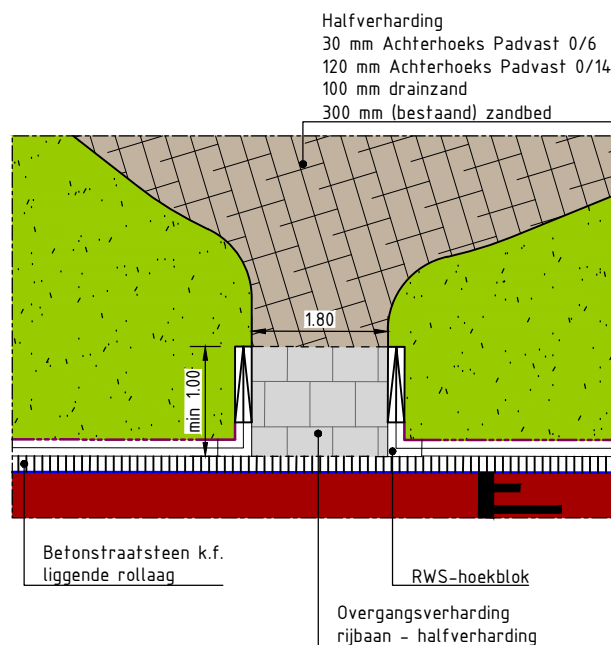 Halfverharding
30 mm Achterhoeks Padvast 0/6
120 mm Achterhoeks Padvast 0/14
100 mm drainzand
300 mm (bestaand) zandbed
1.80
min 1.00
Betonstraatsteen k.f.
liggende rollaag
RWS-hoekblok
Overgangsverharding
rijbaan - halfverharding